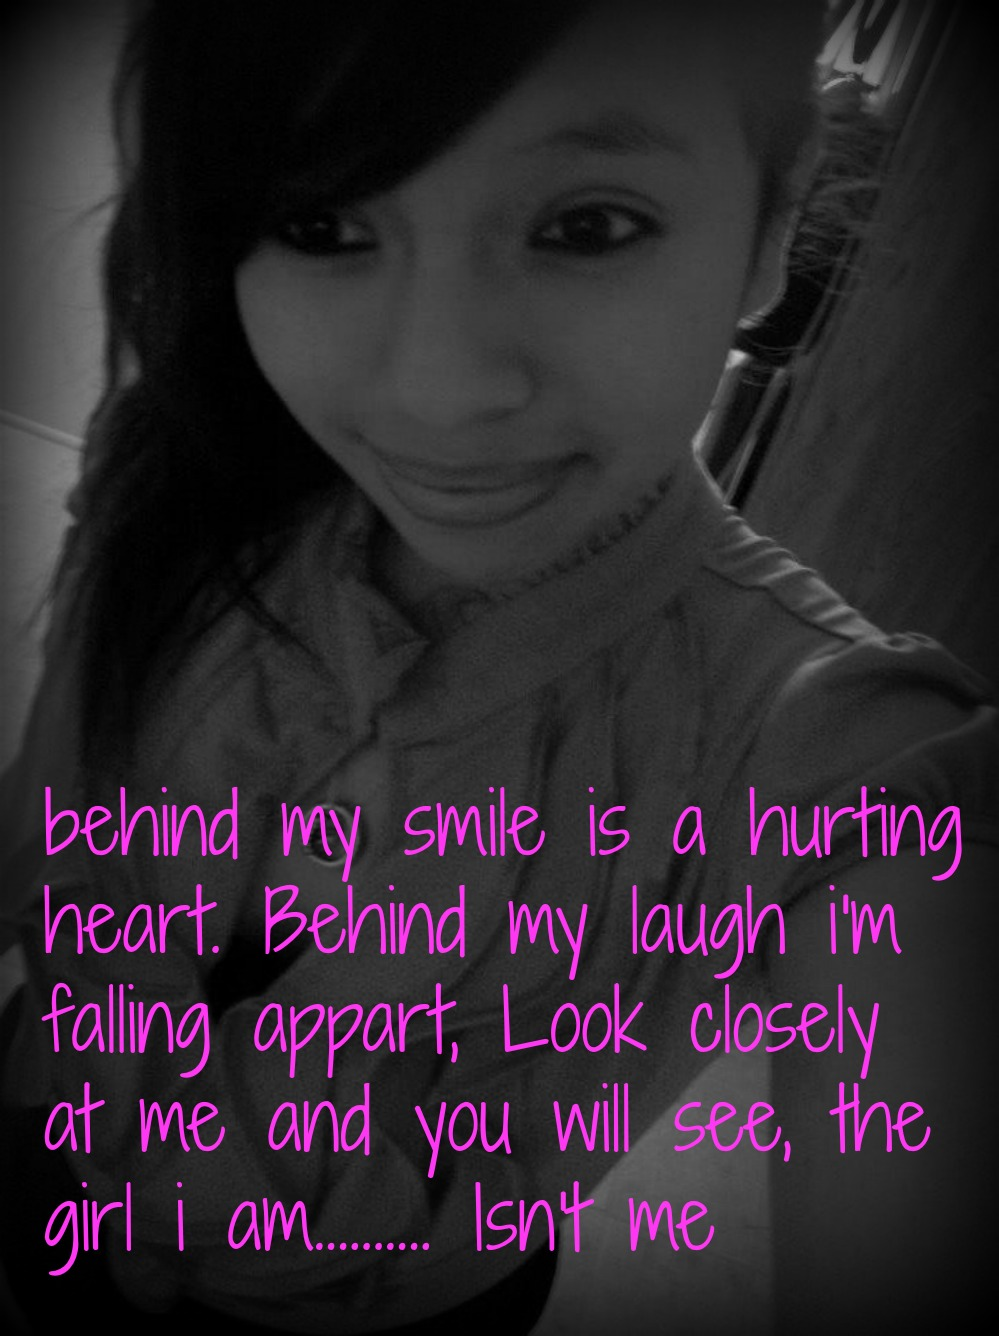 behind my smile is a hurting
heart. Behind my laugh i'm
falling appart, Look closely
at me and you will see, the
girl i am.......... Isn't me